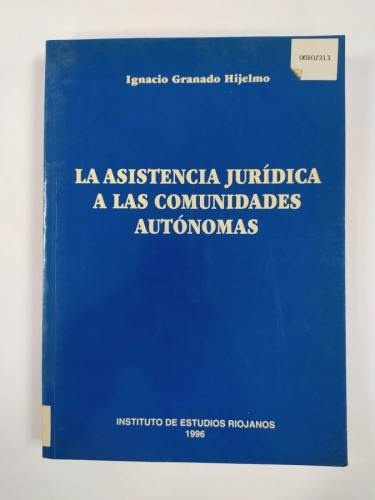 0010/213
Ignacio Granado Hijelmo
LA ASISTENCIA JURÍDICA
A LAS COMUNIDADES
AUTÓNOMAS
INSTITUTO DE ESTUDIOS RIOJANOS
1996